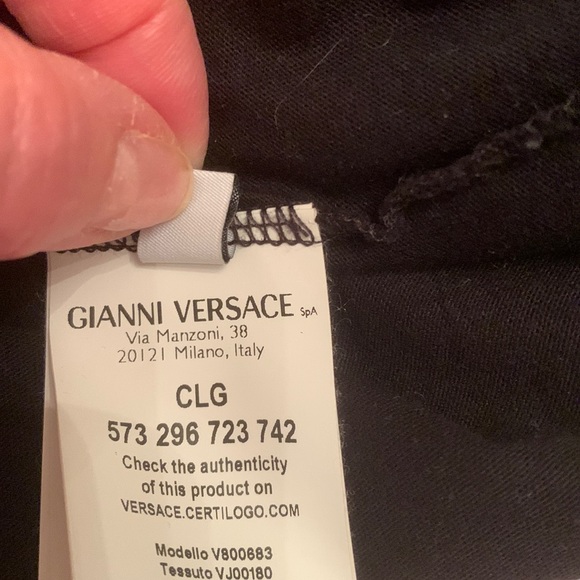 GIANNI VERSACE SpA
Via Manzoni, 38
20121 Milano, Italy
CLG
573 296 723 742
Check the authenticity
of this product on
VERSACE.CERTILOGO.COM
Modello V800683
Tessuto VJ00180